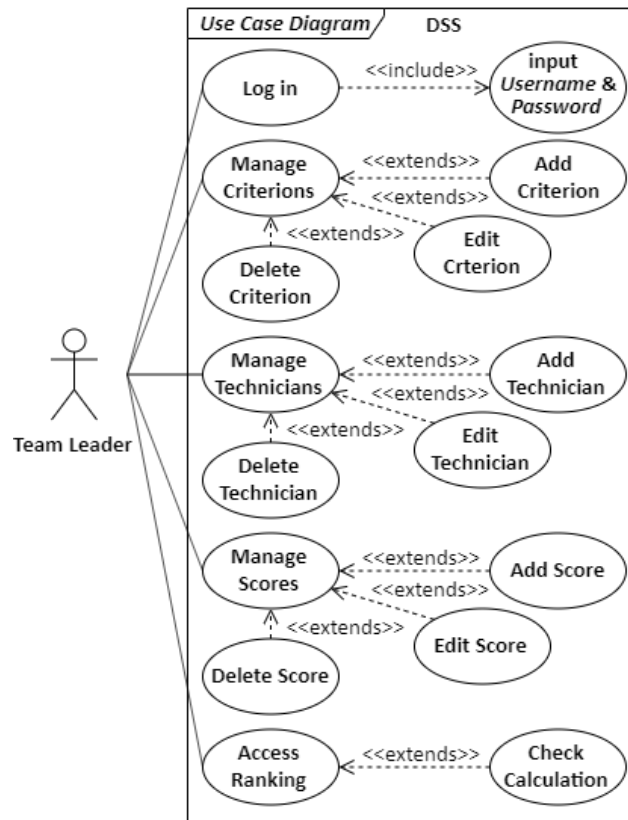 Use Case Diagram
DSS
Log in
<<include>>
input
Username &
Password
Manage
Criterions
<<extends>>
Add
Criterion
<<extends>>
Edit
Crterion
<<extends>>
Delete
Criterion
Team Leader
Manage
Technicians
<<extends>>
Add
Technician
<<extends>>
Edit
Technician
<<extends>>
Delete
Technician
Manage
Scores
<<extends>>
Add Score
<<extends>>
Edit Score
<<extends>>
Delete Score
Access
Ranking
<<extends>>
Check
Calculation